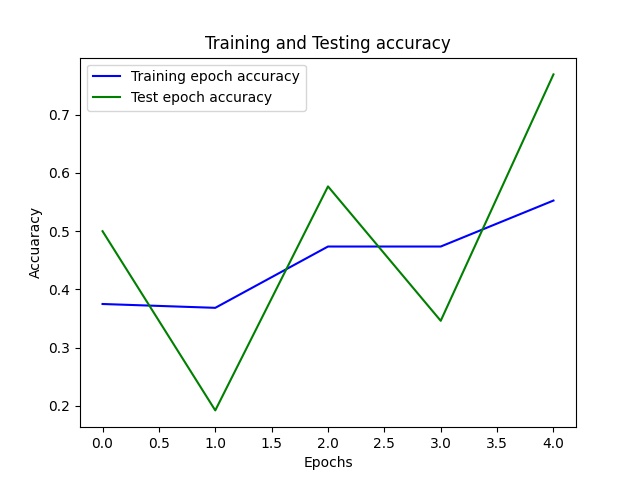 Training and Testing accuracy
Training epoch accuracy
Test epoch accuracy
0.7
0.6
0.5
0.4
0.3
0.2
Accuaracy
0.0 0.5 1.0 1.5 2.0 2.5 3.0 3.5 4.0
Epochs